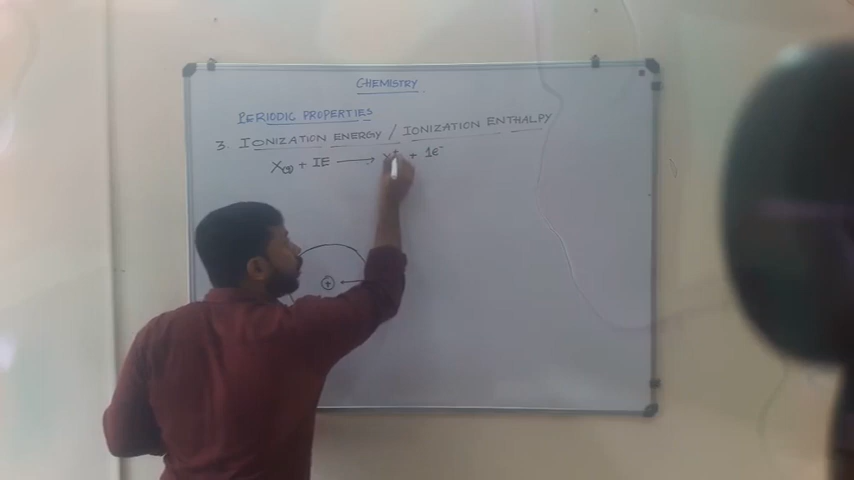 CHEMISTRY
PERIODIC PROPERTIES
3. IONIZATION ENERGY / IONIZATION ENTHALPY
X(g) + IE ⟶ X⁺ + 1e⁻
+